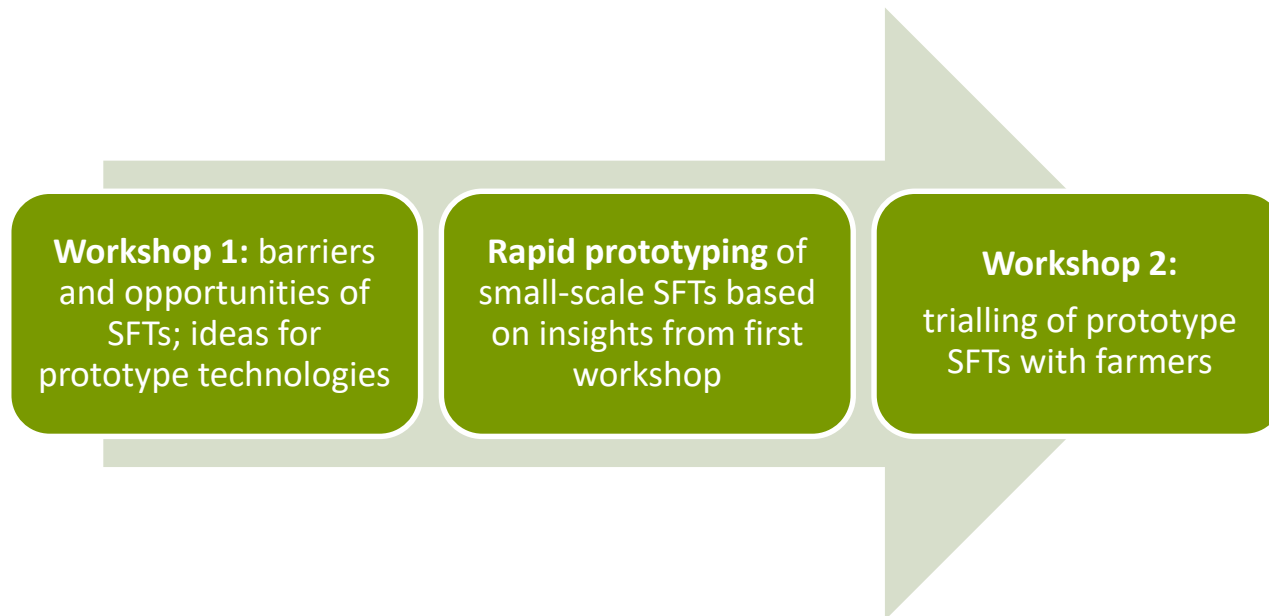 Workshop 1: barriers
and opportunities of
SFTs; ideas for
prototype technologies
Rapid prototyping of
small-scale SFTs based
on insights from first
workshop
Workshop 2:
trialling of prototype
SFTs with farmers